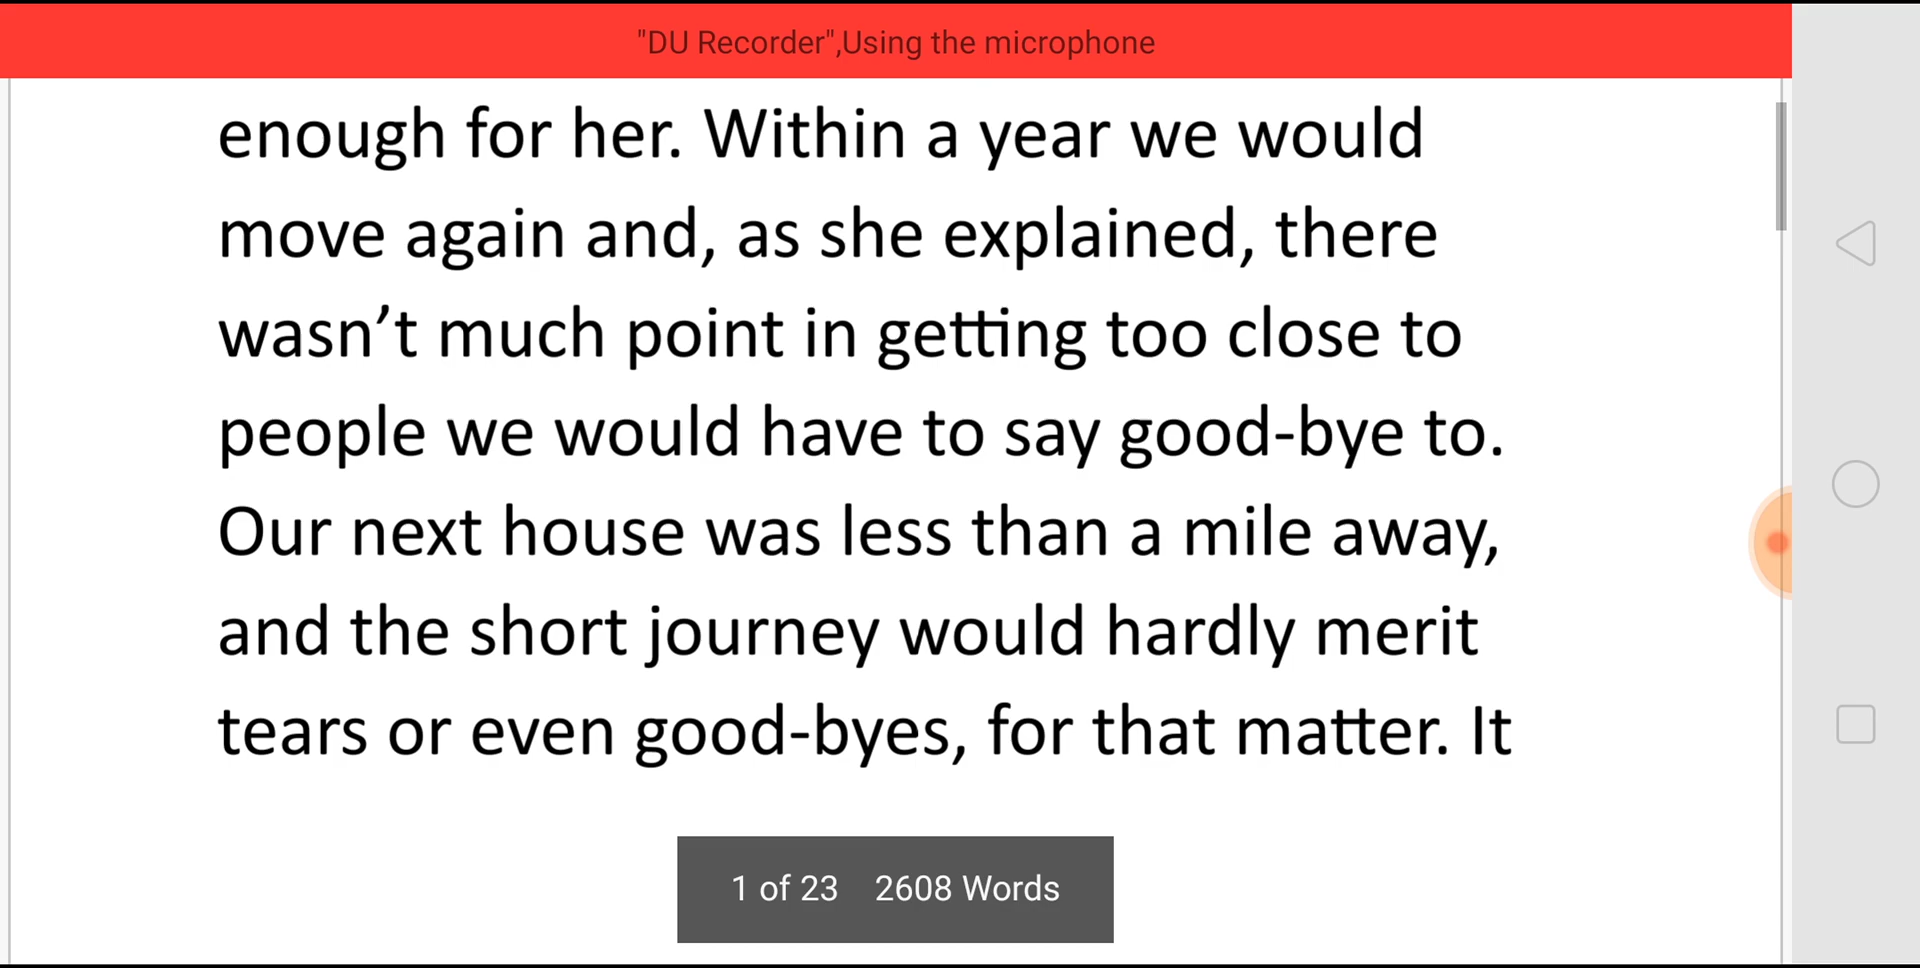 "DU Recorder",Using the microphone
enough for her. Within a year we would
move again and, as she explained, there
wasn’t much point in getting too close to
people we would have to say good-bye to.
Our next house was less than a mile away,
and the short journey would hardly merit
tears or even good-byes, for that matter. It
1 of 23 2608 Words